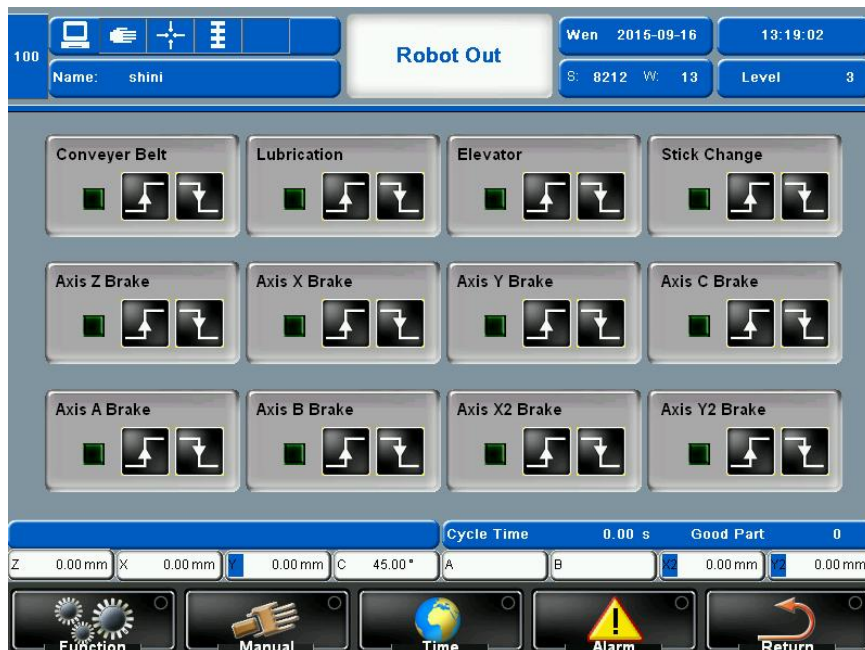 100
Name: shini
Robot Out
Wen 2015-09-16
13:19:02
S: 8212 W: 13
Level 3
Conveyer Belt
Lubrication
Elevator
Stick Change
Axis Z Brake
Axis X Brake
Axis Y Brake
Axis C Brake
Axis A Brake
Axis B Brake
Axis X2 Brake
Axis Y2 Brake
Cycle Time 0.00 s Good Part 0
Z 0.00 mm X 0.00 mm Y 0.00 mm C 45.00° A B X2 0.00 mm Y2 0.00 mm
Function
Manual
Time
Alarm
Return